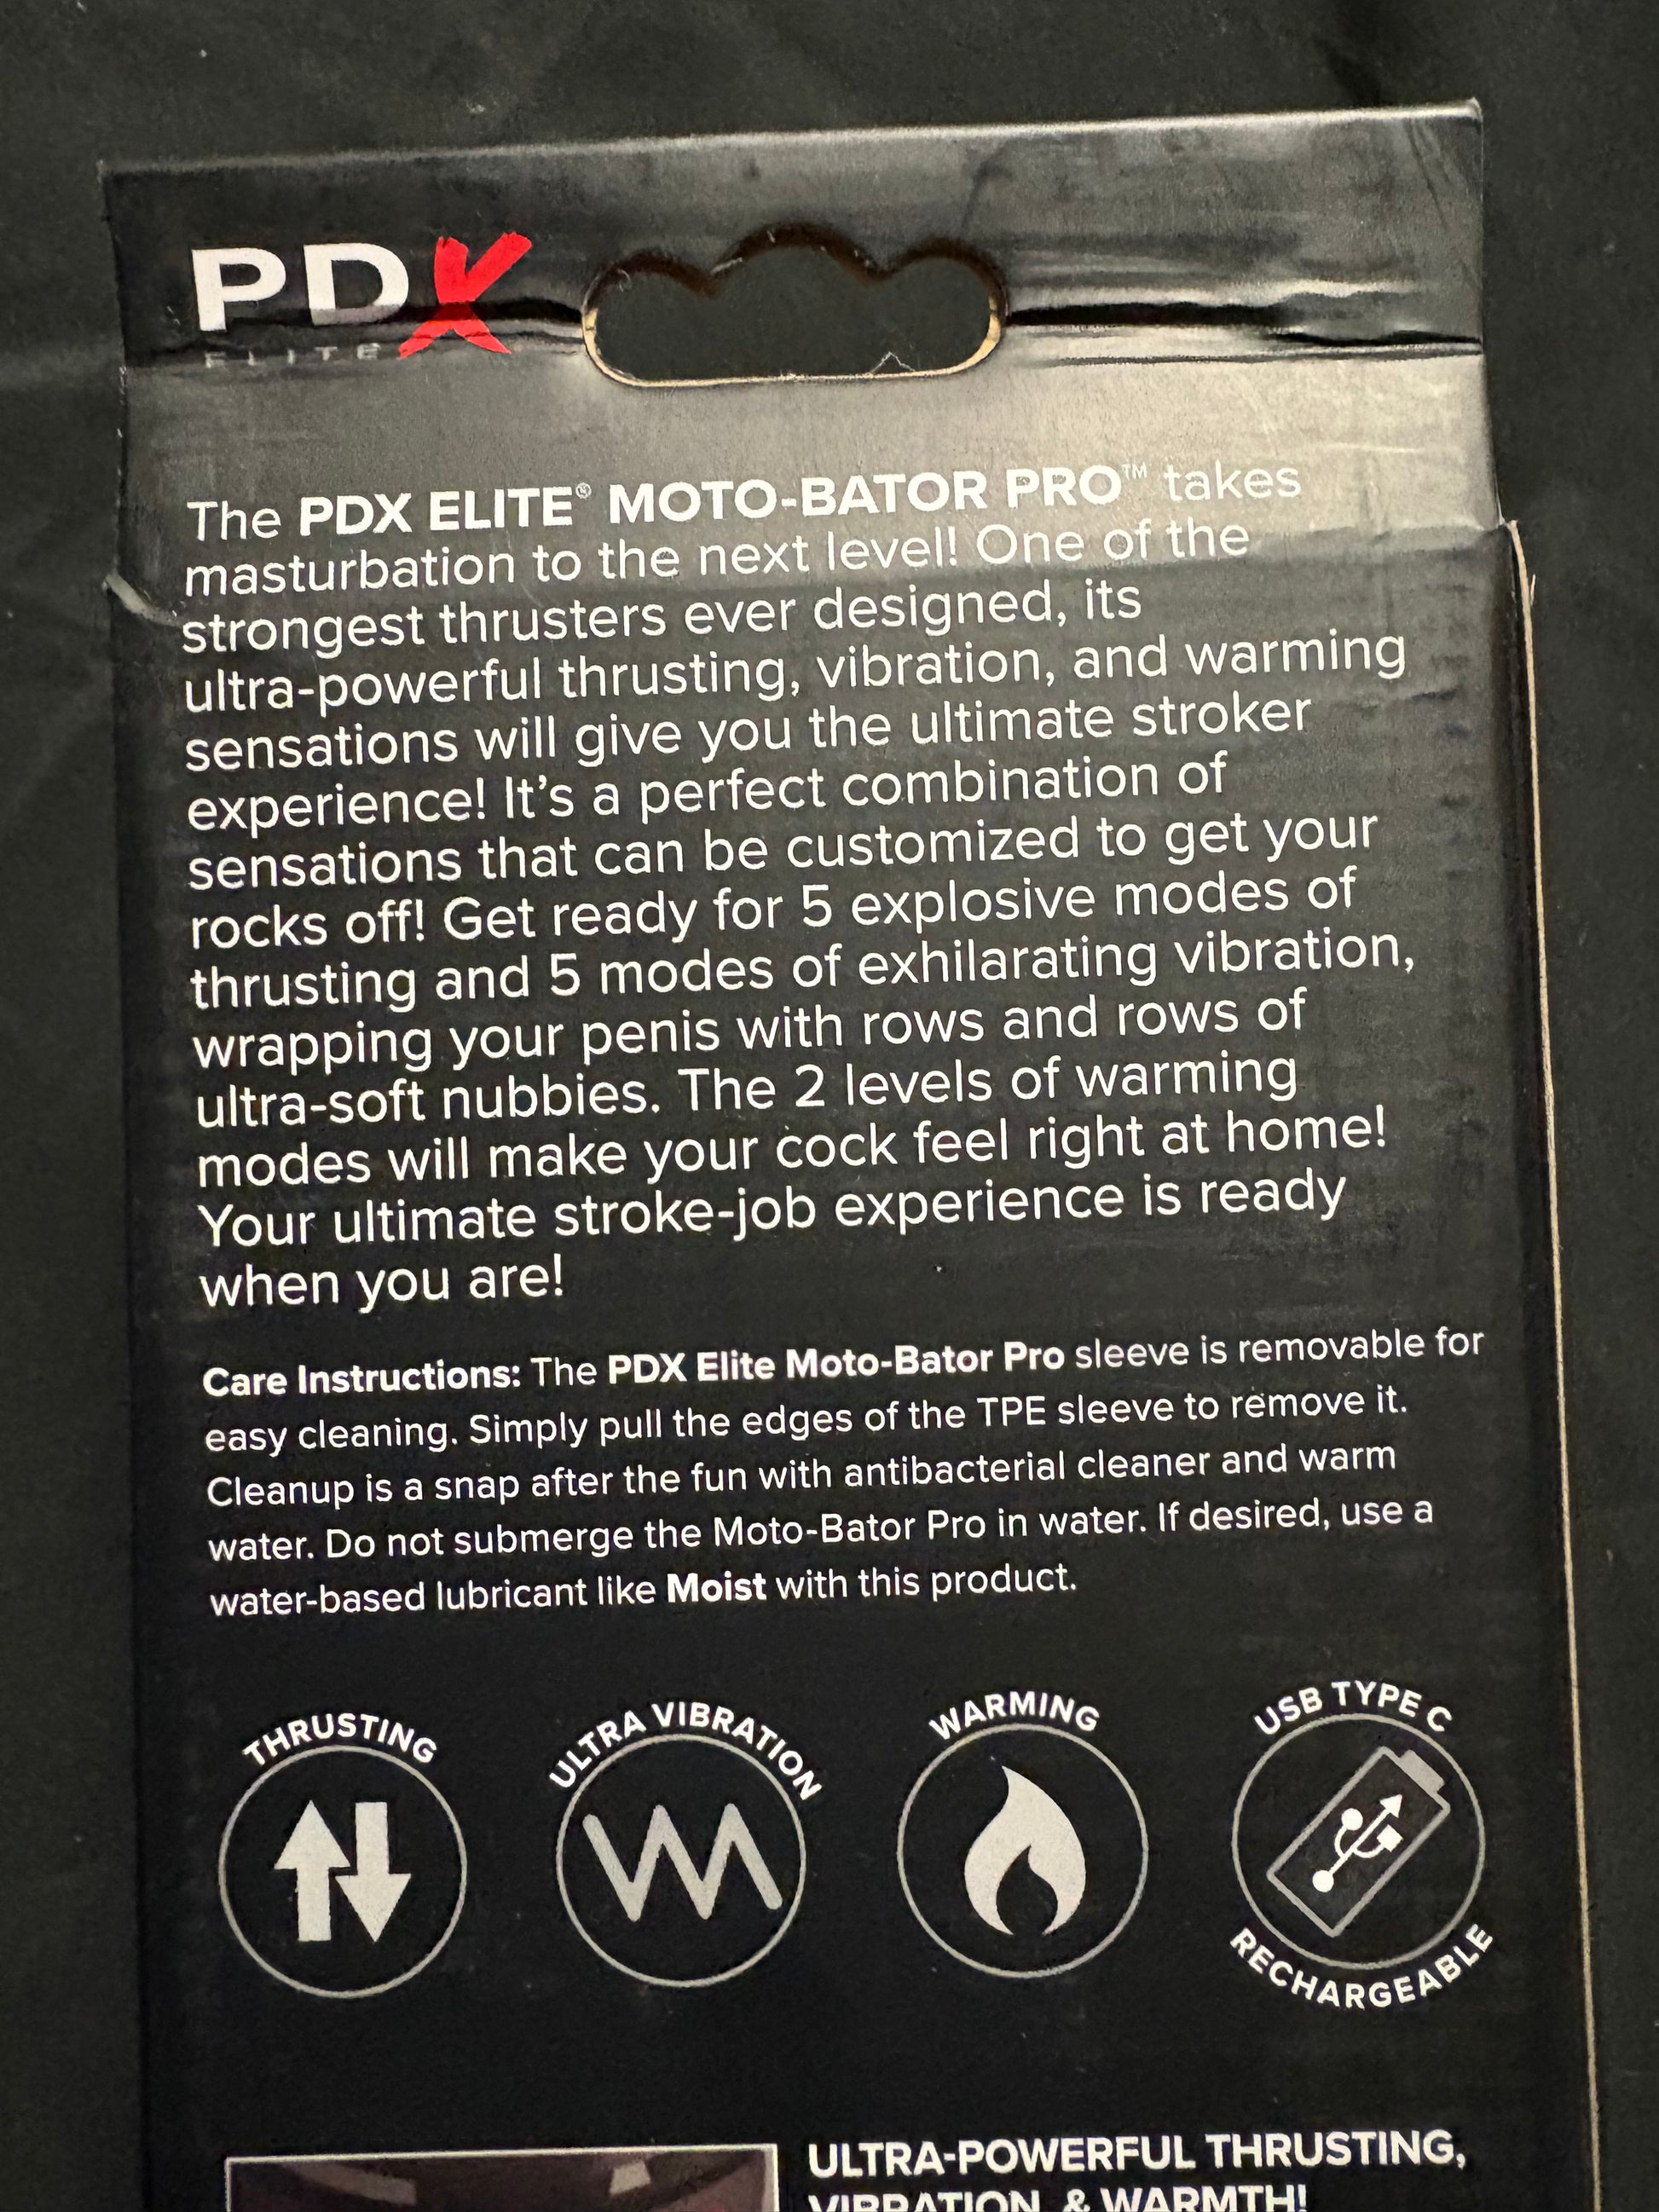 PDX
ELITE
The PDX ELITE® MOTO-BATOR PRO™ takes
masturbation to the next level! One of the
strongest thrusters ever designed, its
ultra-powerful thrusting, vibration, and warming
sensations will give you the ultimate stroker
experience! It's a perfect combination of
sensations that can be customized to get your
rocks off! Get ready for 5 explosive modes of
thrusting and 5 modes of exhilarating vibration,
wrapping your penis with rows and rows of
ultra-soft nubbies. The 2 levels of warming
modes will make your cock feel right at home!
Your ultimate stroke-job experience is ready
when you are!
Care Instructions: The PDX Elite Moto-Bator Pro sleeve is removable for
easy cleaning. Simply pull the edges of the TPE sleeve to remove it.
Cleanup is a snap after the fun with antibacterial cleaner and warm
water. Do not submerge the Moto-Bator Pro in water. If desired, use a
water-based lubricant like Moist with this product.
THRUSTING
ULTRA VIBRATION
WARMING
USB TYPE C
RECHARGEABLE
ULTRA-POWERFUL THRUSTING,
VIBRATION, & WARMTH!